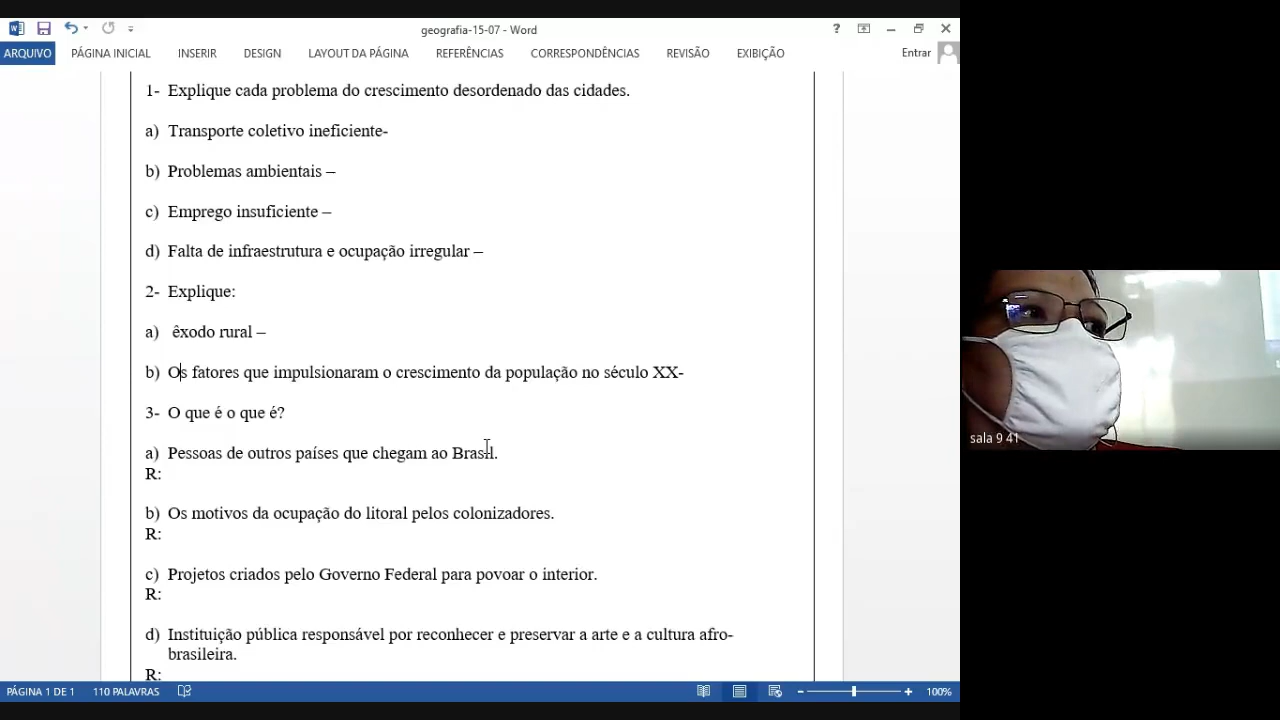 geografia-15-07 - Word
?
ARQUIVO PÁGINA INICIAL INSERIR DESIGN LAYOUT DA PÁGINA REFERÊNCIAS CORRESPONDÊNCIAS REVISÃO EXIBIÇÃO Entrar
1- Explique cada problema do crescimento desordenado das cidades.
a) Transporte coletivo ineficiente-
b) Problemas ambientais –
c) Emprego insuficiente –
d) Falta de infraestrutura e ocupação irregular –
2- Explique:
a) êxodo rural –
b) Os fatores que impulsionaram o crescimento da população no século XX-
3- O que é o que é?
a) Pessoas de outros países que chegam ao Brasil.
R:
b) Os motivos da ocupação do litoral pelos colonizadores.
R:
c) Projetos criados pelo Governo Federal para povoar o interior.
R:
d) Instituição pública responsável por reconhecer e preservar a arte e a cultura afro-
brasileira.
R:
PÁGINA 1 DE 1 110 PALAVRAS 100%
sala 9 41